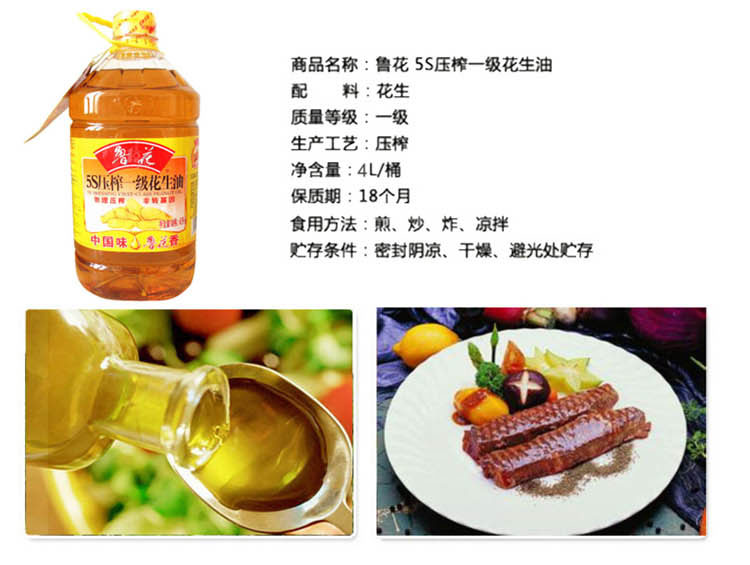 商品名称：鲁花 5S压榨一级花生油
配　　料：花生
质量等级：一级
生产工艺：压榨
净含量：4L/桶
保质期：18个月
食用方法：煎、炒、炸、凉拌
贮存条件：密封阴凉、干燥、避光处贮存
鲁花
5S压榨一级花生油
物理压榨 非转基因
中国味 鲁花香